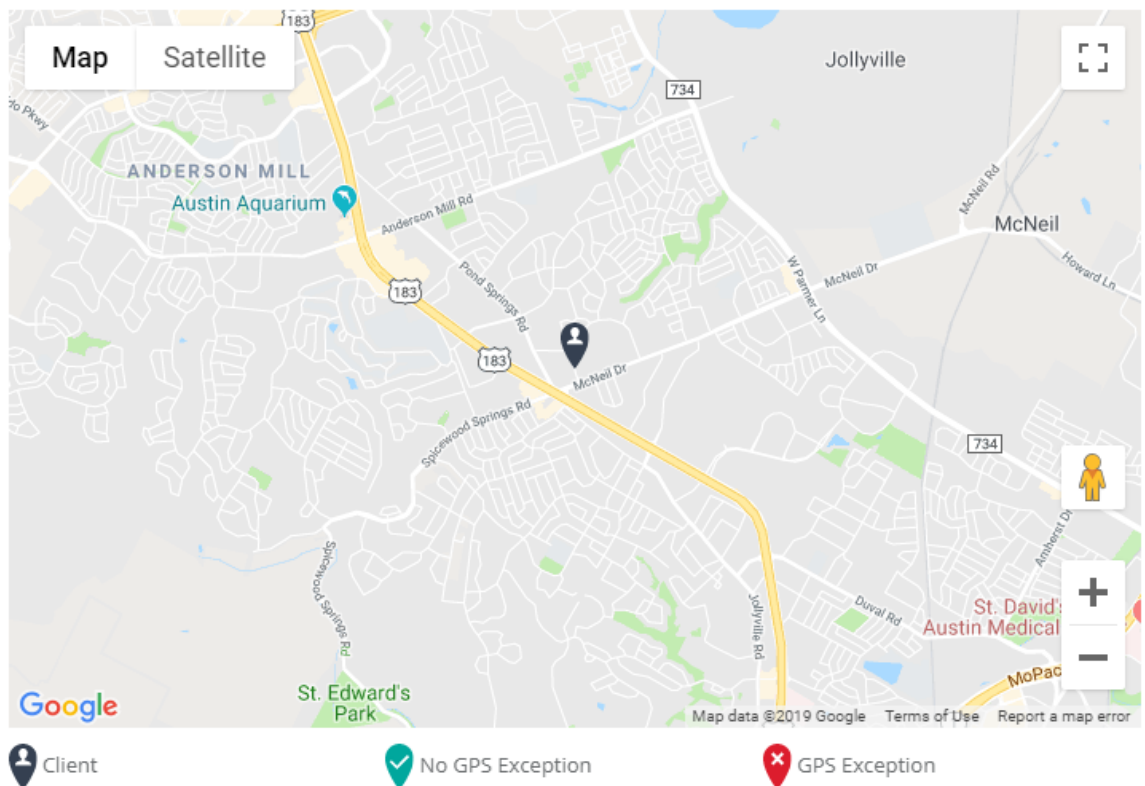 183
Map Satellite
Jollyville
734
do Pkwy
ANDERSON MILL
Austin Aquarium
Anderson Mill Rd
McNeil Rd
McNeil
Pond Springs Rd
W Parmer Ln
McNeil Dr
Howard Ln
183
183
McNeil Dr
Spicewood Springs Rd
734
Amherst Dr
Spicewood Springs Rd
Jollyville Rd
Duval Rd
St. David's
Austin Medical
MoPac
St. Edward's
Park
Google
Map data ©2019 Google Terms of Use Report a map error
Client No GPS Exception GPS Exception